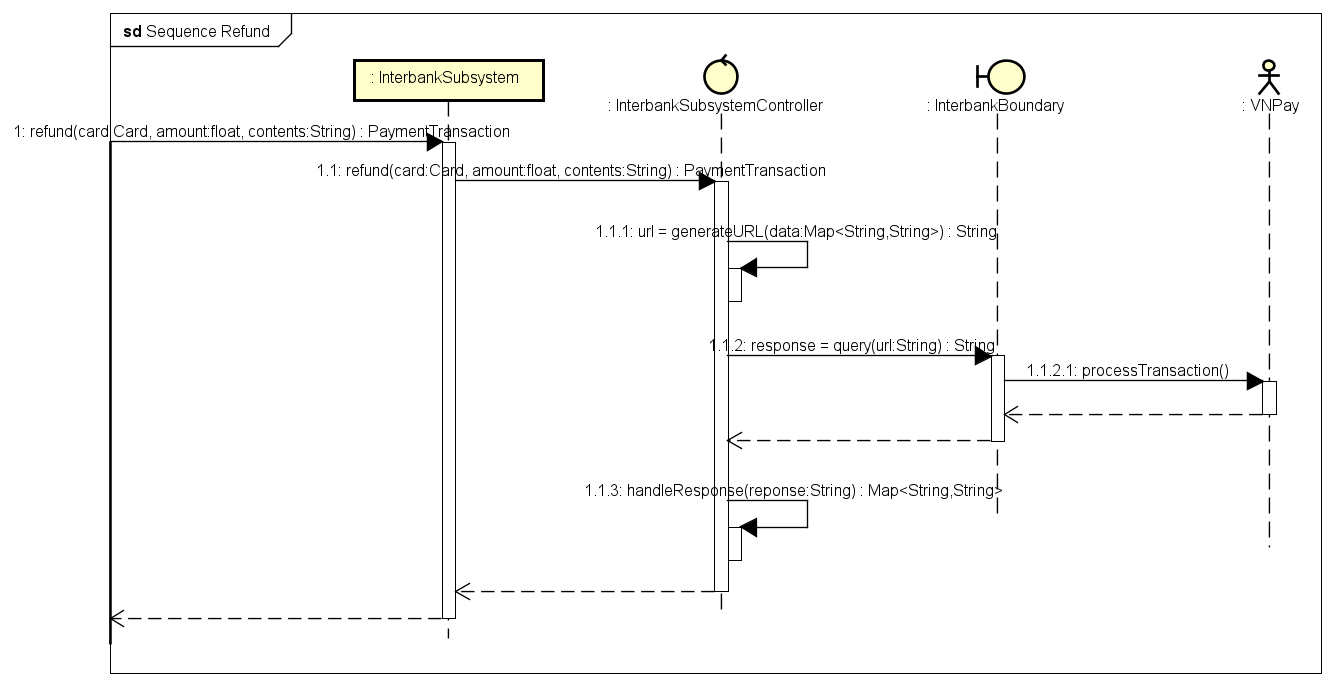 sd Sequence Refund
: InterbankSubsystem
: InterbankSubsystemController
: InterbankBoundary
: VNPay
1: refund(card:Card, amount:float, contents:String) : PaymentTransaction
1.1: refund(card:Card, amount:float, contents:String) : PaymentTransaction
1.1.1: url = generateURL(data:Map<String,String>) : String
1.1.2: response = query(url:String) : String
1.1.2.1: processTransaction()
1.1.3: handleResponse(reponse:String) : Map<String,String>